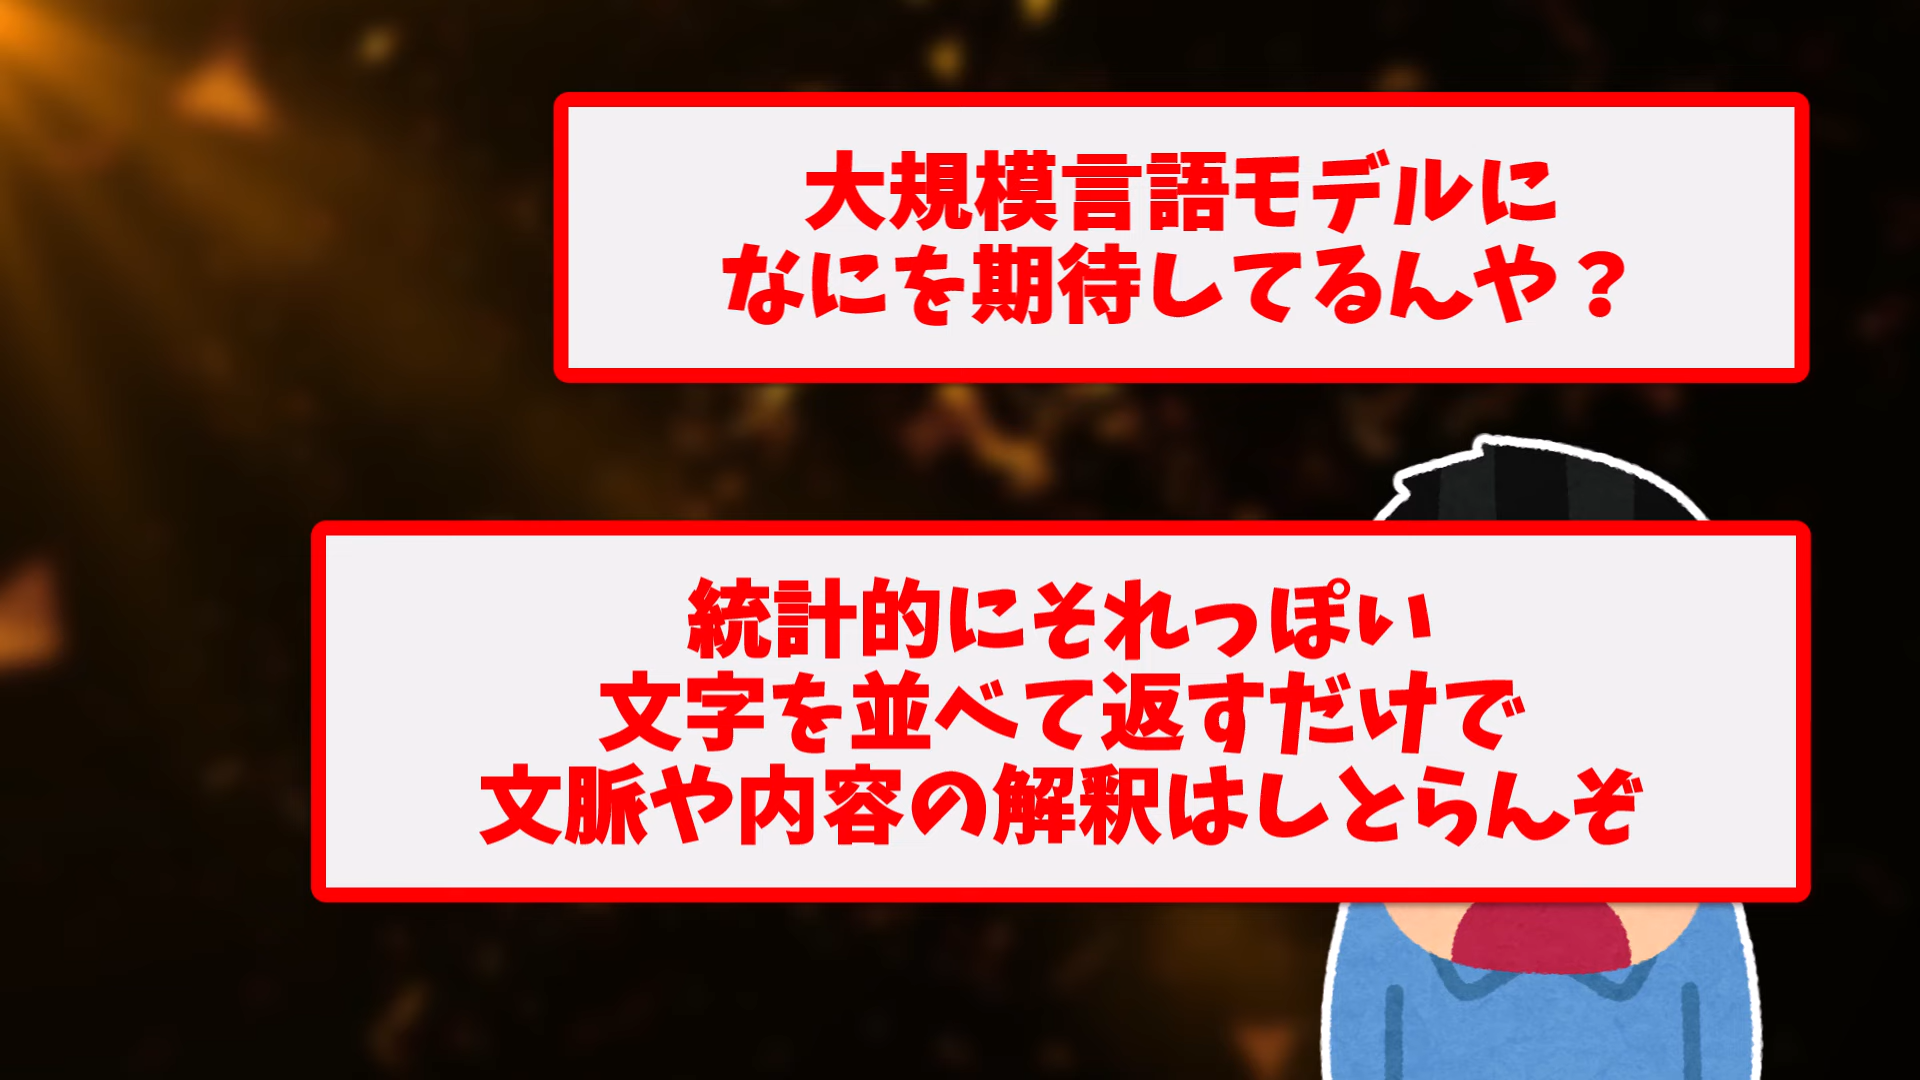 大規模言語モデルに
なにを期待してるんや？
統計的にそれっぽい
文字を並べて返すだけで
文脈や内容の解釈はしとらんぞ